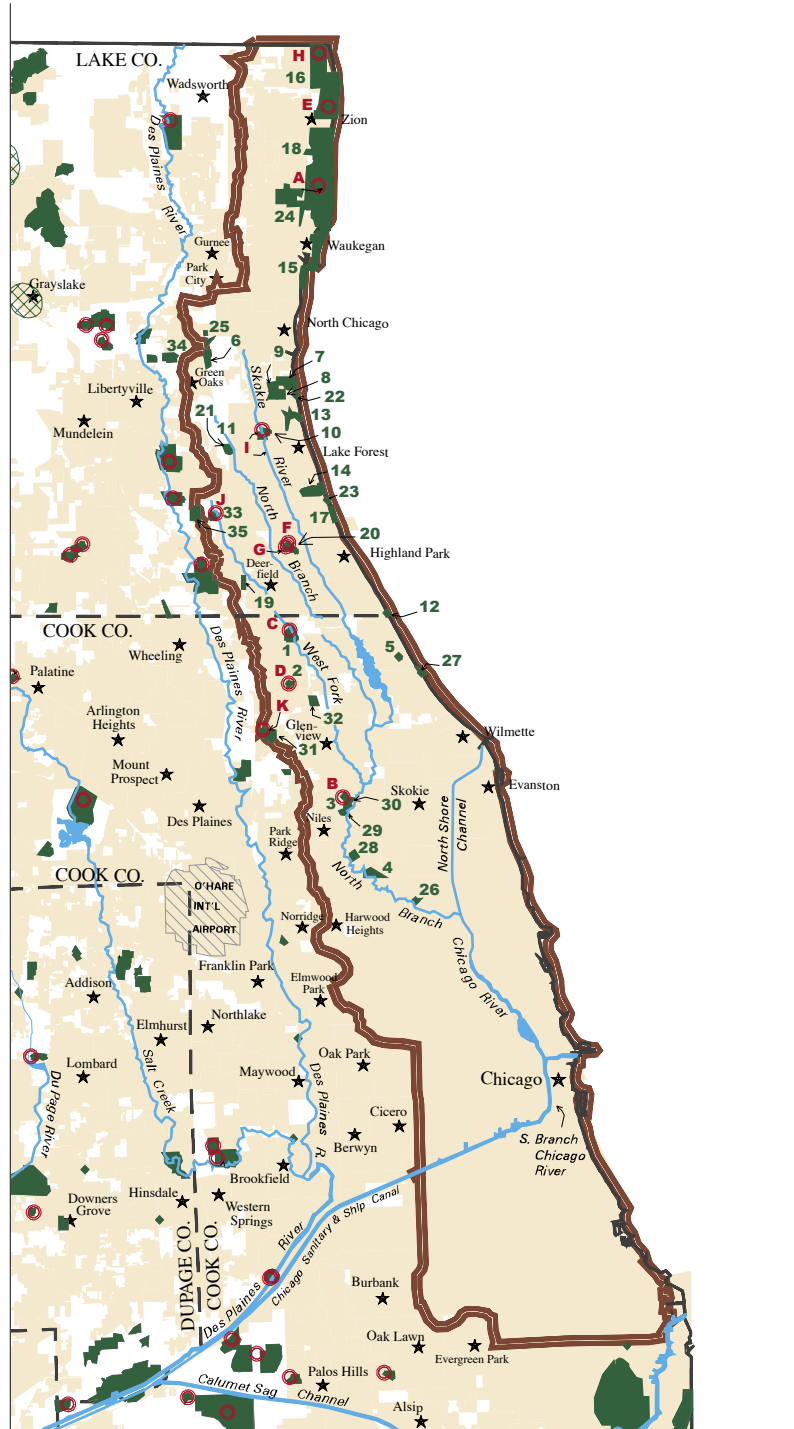 LAKE CO.
H
16
Wadsworth
E
Zion
Des Plaines
River
18
A
24
Gurnee
Waukegan
Park
City
15
Grayslake
North Chicago
25
6
34
9
7
Green
Oaks
8
Skokie
River
22
Libertyville
21
13
11
10
Mundelein
I
Lake Forest
14
23
North
Branch
J
33
17
35
F
20
G
Highland Park
Deer-
field
19
12
COOK CO.
C
1
Wheeling
Des Plaines River
West Fork
5
27
Palatine
D
2
K
32
Arlington
Heights
Glen-
view
31
Wilmette
Mount
Prospect
B
Skokie
Evanston
3
30
Des Plaines
Niles
29
North Shore
Channel
Park
Ridge
28
4
North
Branch
26
COOK CO.
O'HARE
INT'L
AIRPORT
Norridge
Harwood
Heights
Chicago River
Franklin Park
Elmwood
Park
Addison
Northlake
Elmhurst
Oak Park
Lombard
Salt Creek
Maywood
Des Plaines R.
Chicago
Du Page River
Cicero
Berwyn
S. Branch
Chicago
River
Brookfield
Downers
Grove
Hinsdale
Western
Springs
DUPAGE CO.
COOK CO.
Des Plaines River
Chicago Sanitary & Ship Canal
Burbank
Oak Lawn
Evergreen Park
Palos Hills
Calumet Sag Channel
Alsip